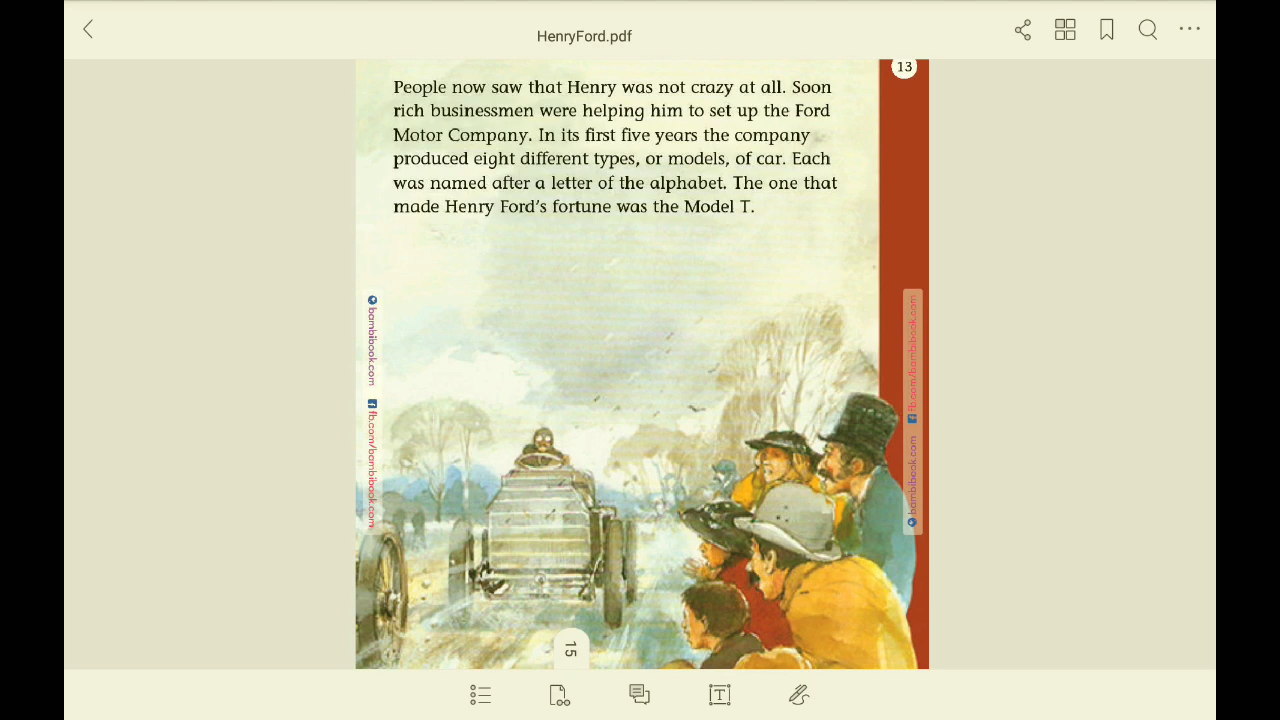 HenryFord.pdf
13
People now saw that Henry was not crazy at all. Soon
rich businessmen were helping him to set up the Ford
Motor Company. In its first five years the company
produced eight different types, or models, of car. Each
was named after a letter of the alphabet. The one that
made Henry Ford's fortune was the Model T.
bambibook.com
fb.com/bambibook.com
fb.com/bambibook.com
bambibook.com
15
T